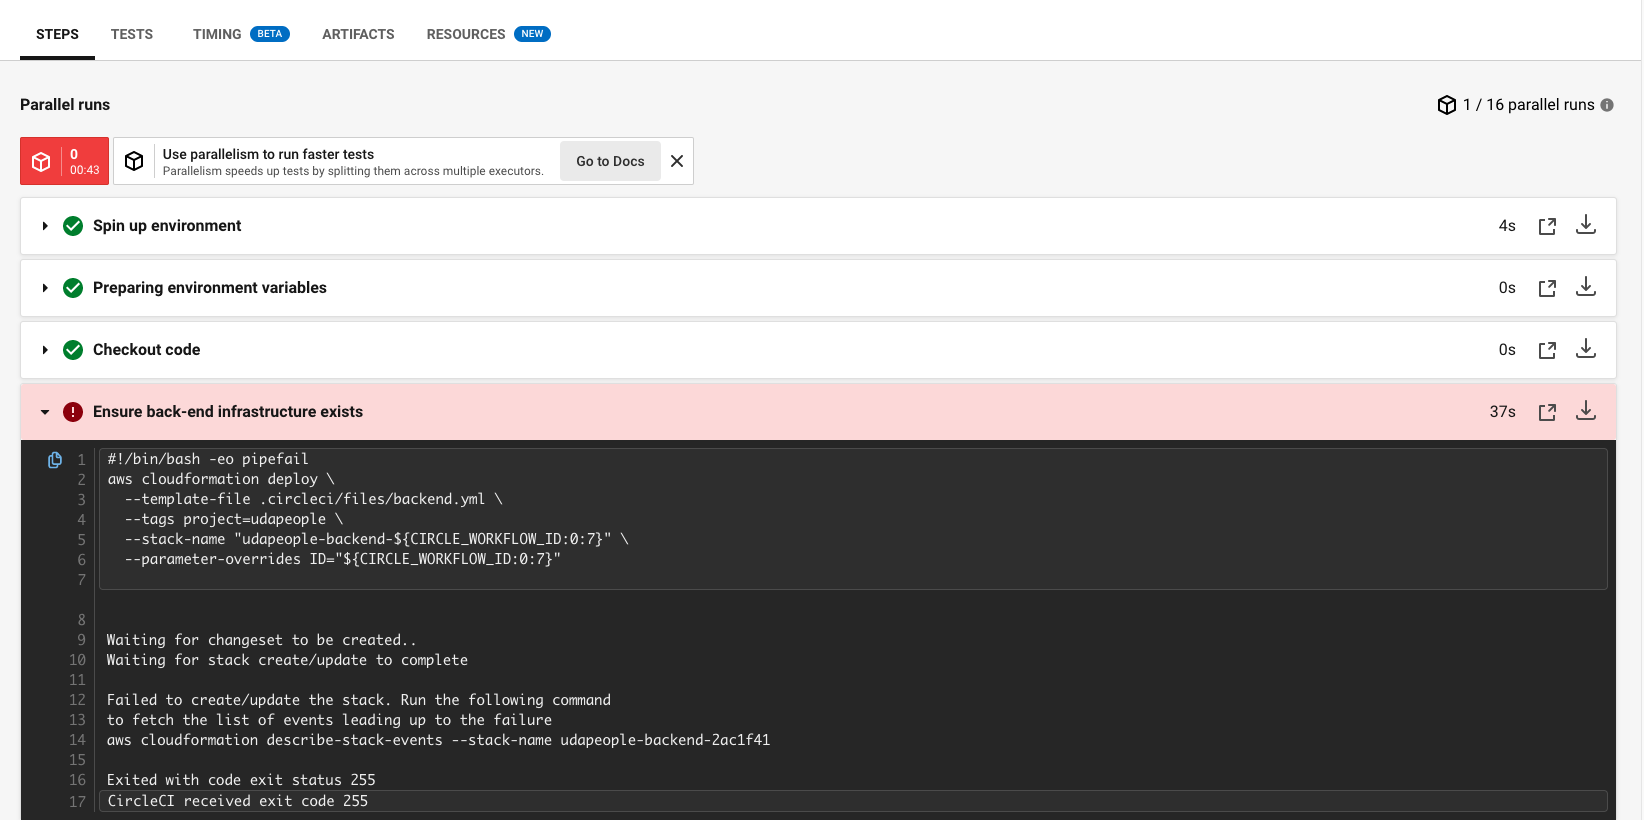 STEPS TESTS TIMING BETA ARTIFACTS RESOURCES NEW
Parallel runs
1 / 16 parallel runs
0
00:43
Use parallelism to run faster tests
Parallelism speeds up tests by splitting them across multiple executors.
Go to Docs
Spin up environment 4s
Preparing environment variables 0s
Checkout code 0s
Ensure back-end infrastructure exists 37s
1 #!/bin/bash -eo pipefail
2 aws cloudformation deploy \
3 --template-file .circleci/files/backend.yml \
4 --tags project=udapeople \
5 --stack-name "udapeople-backend-${CIRCLE_WORKFLOW_ID:0:7}" \
6 --parameter-overrides ID="${CIRCLE_WORKFLOW_ID:0:7}"
7
8
9 Waiting for changeset to be created..
10 Waiting for stack create/update to complete
11
12 Failed to create/update the stack. Run the following command
13 to fetch the list of events leading up to the failure
14 aws cloudformation describe-stack-events --stack-name udapeople-backend-2ac1f41
15
16 Exited with code exit status 255
17 CircleCI received exit code 255